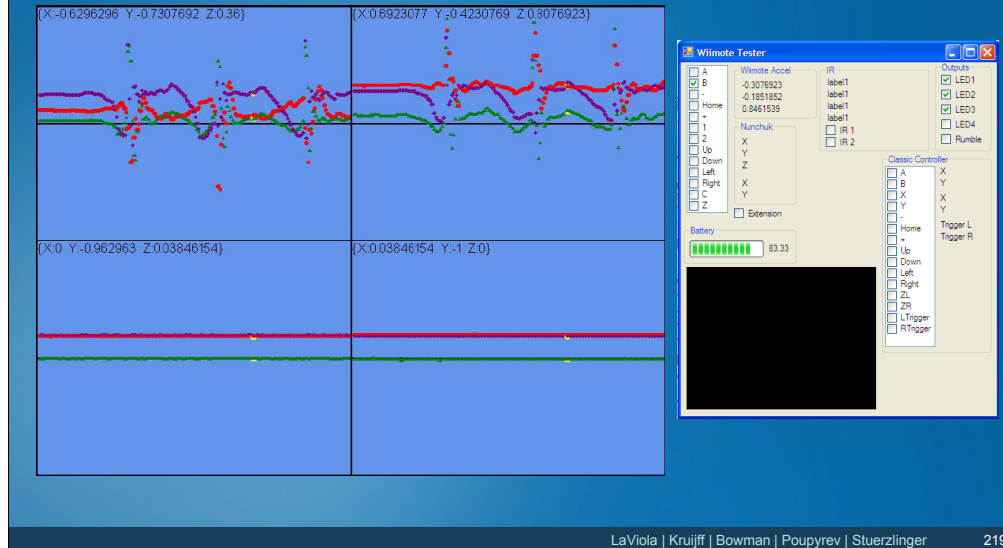 {X:-0.6296296 Y:-0.7307692 Z:0.36}
{X:0.6923077 Y:-0.4230769 Z:0.8076923}
{X:0 Y:-0.962963 Z:0.03846154}
{X:0.03846154 Y:-1 Z:0}
Wiimote Tester
A
B
-
Home
+
1
2
Up
Down
Left
Right
C
Z
Wiimote Accel
-0.3076923
-0.1851852
0.8461539
Nunchuk
X
Y
Z
X
Y
Extension
IR
label1
label1
label1
label1
IR 1
IR 2
Outputs
LED1
LED2
LED3
LED4
Rumble
Battery
83.33
Classic Controller
A
B
X
Y
-
Home
+
Up
Down
Left
Right
ZL
ZR
LTrigger
RTrigger
X
Y
X
Y
Trigger L
Trigger R
LaViola | Kruijff | Bowman | Poupyrev | Stuerzlinger 219